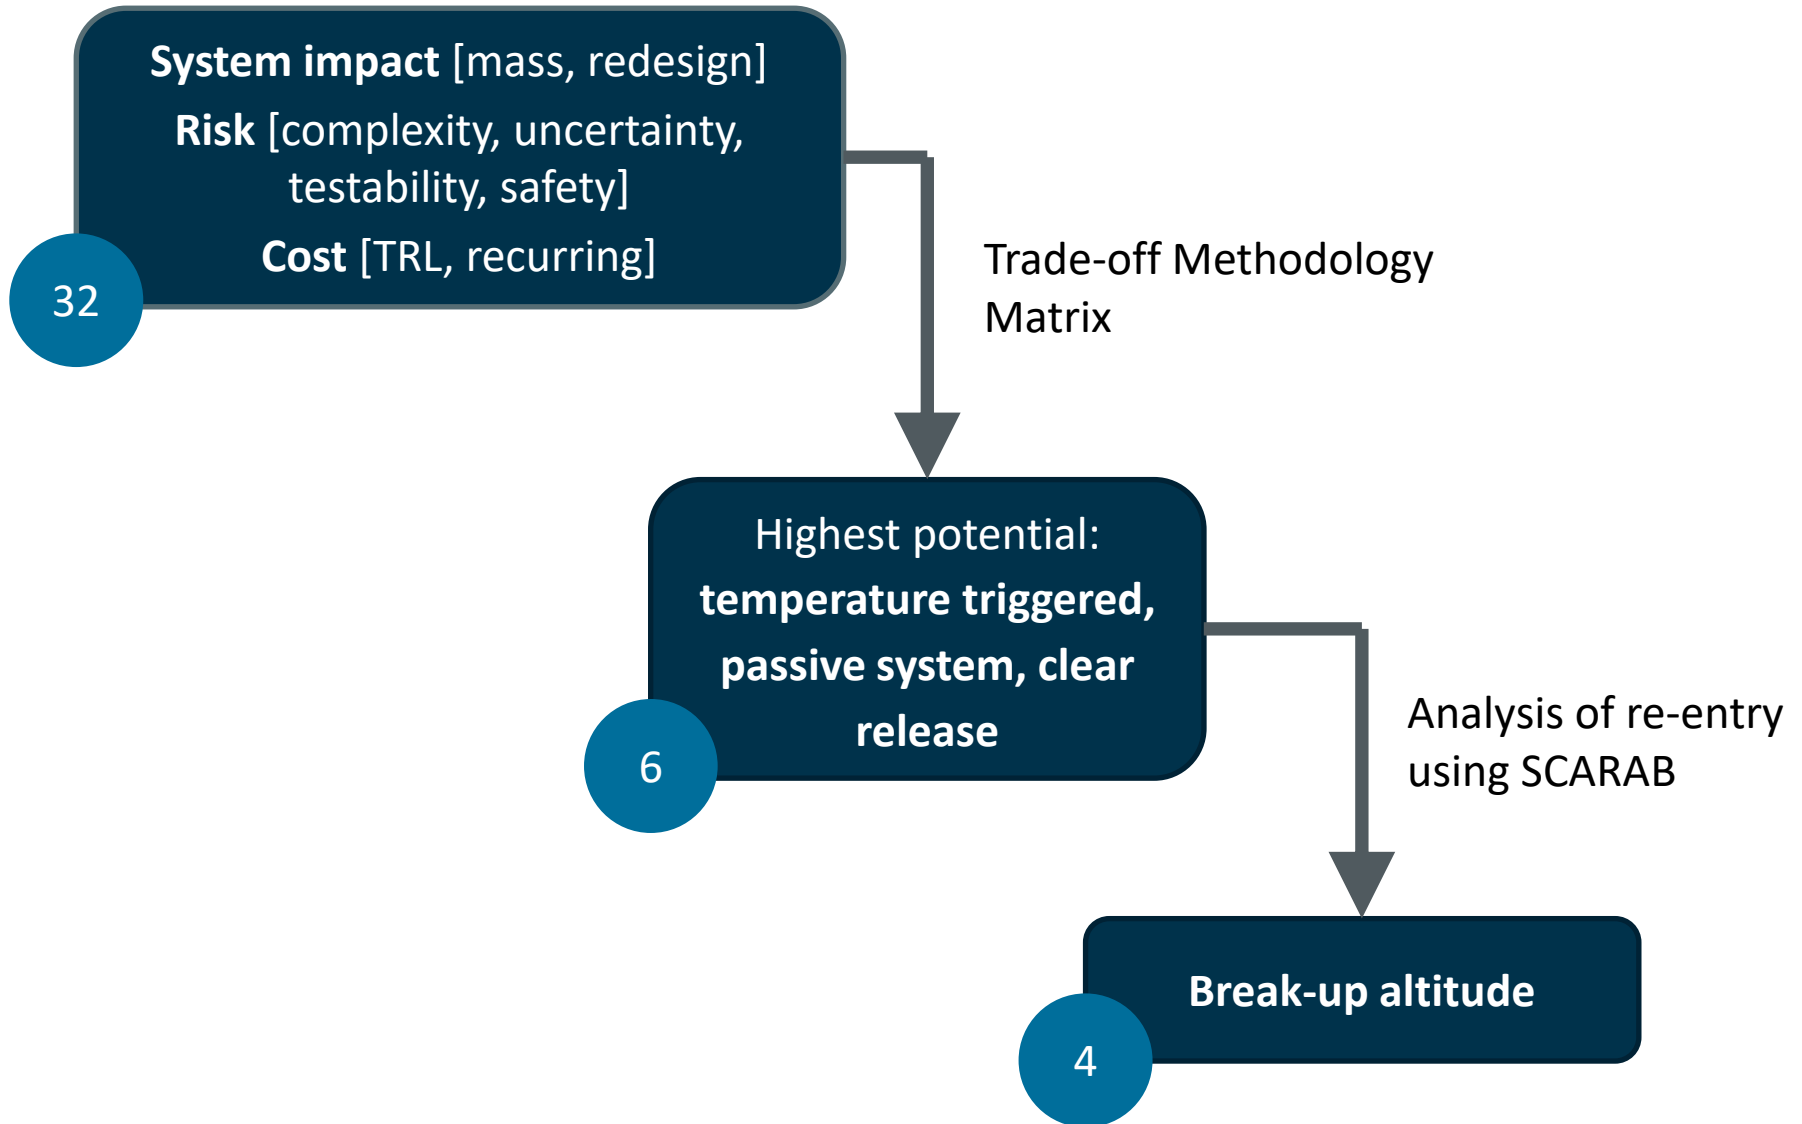 System impact [mass, redesign]
Risk [complexity, uncertainty,
testability, safety]
Cost [TRL, recurring]
32
Trade-off Methodology
Matrix
Highest potential:
temperature triggered,
passive system, clear
release
6
Analysis of re-entry
using SCARAB
Break-up altitude
4